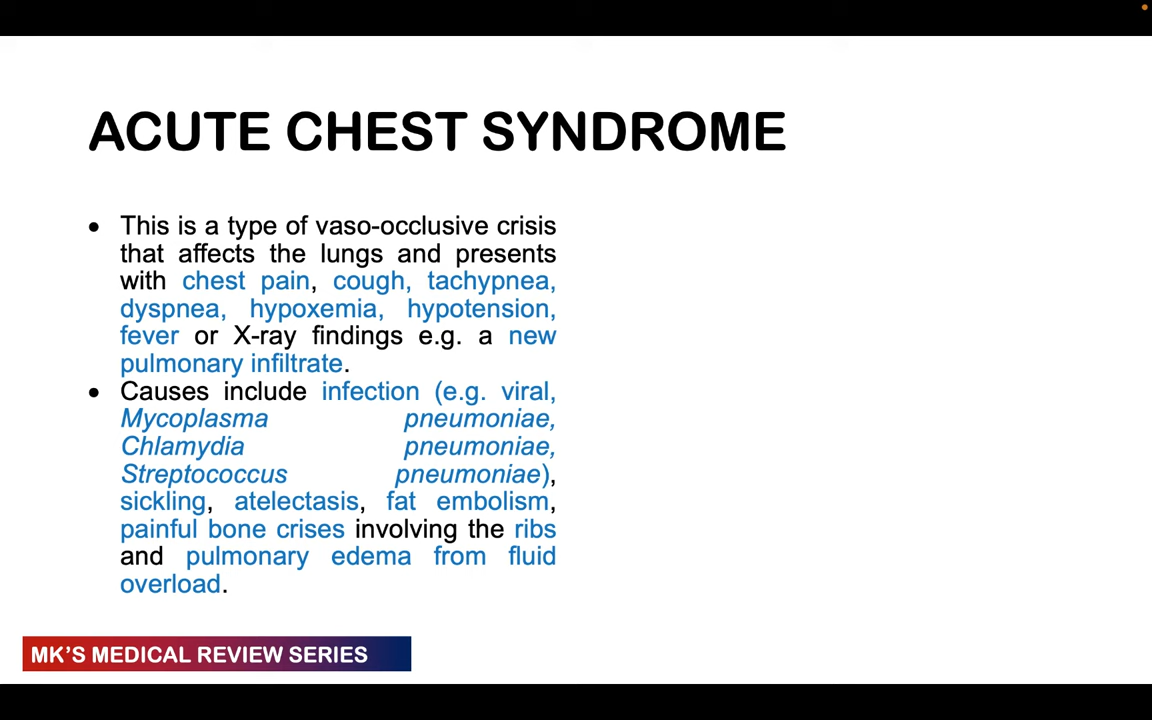 ACUTE CHEST SYNDROME
• This is a type of vaso-occlusive crisis
that affects the lungs and presents
with chest pain, cough, tachypnea,
dyspnea, hypoxemia, hypotension,
fever or X-ray findings e.g. a new
pulmonary infiltrate.
• Causes include infection (e.g. viral,
Mycoplasma pneumoniae,
Chlamydia pneumoniae,
Streptococcus pneumoniae),
sickling, atelectasis, fat embolism,
painful bone crises involving the ribs
and pulmonary edema from fluid
overload.
MK'S MEDICAL REVIEW SERIES